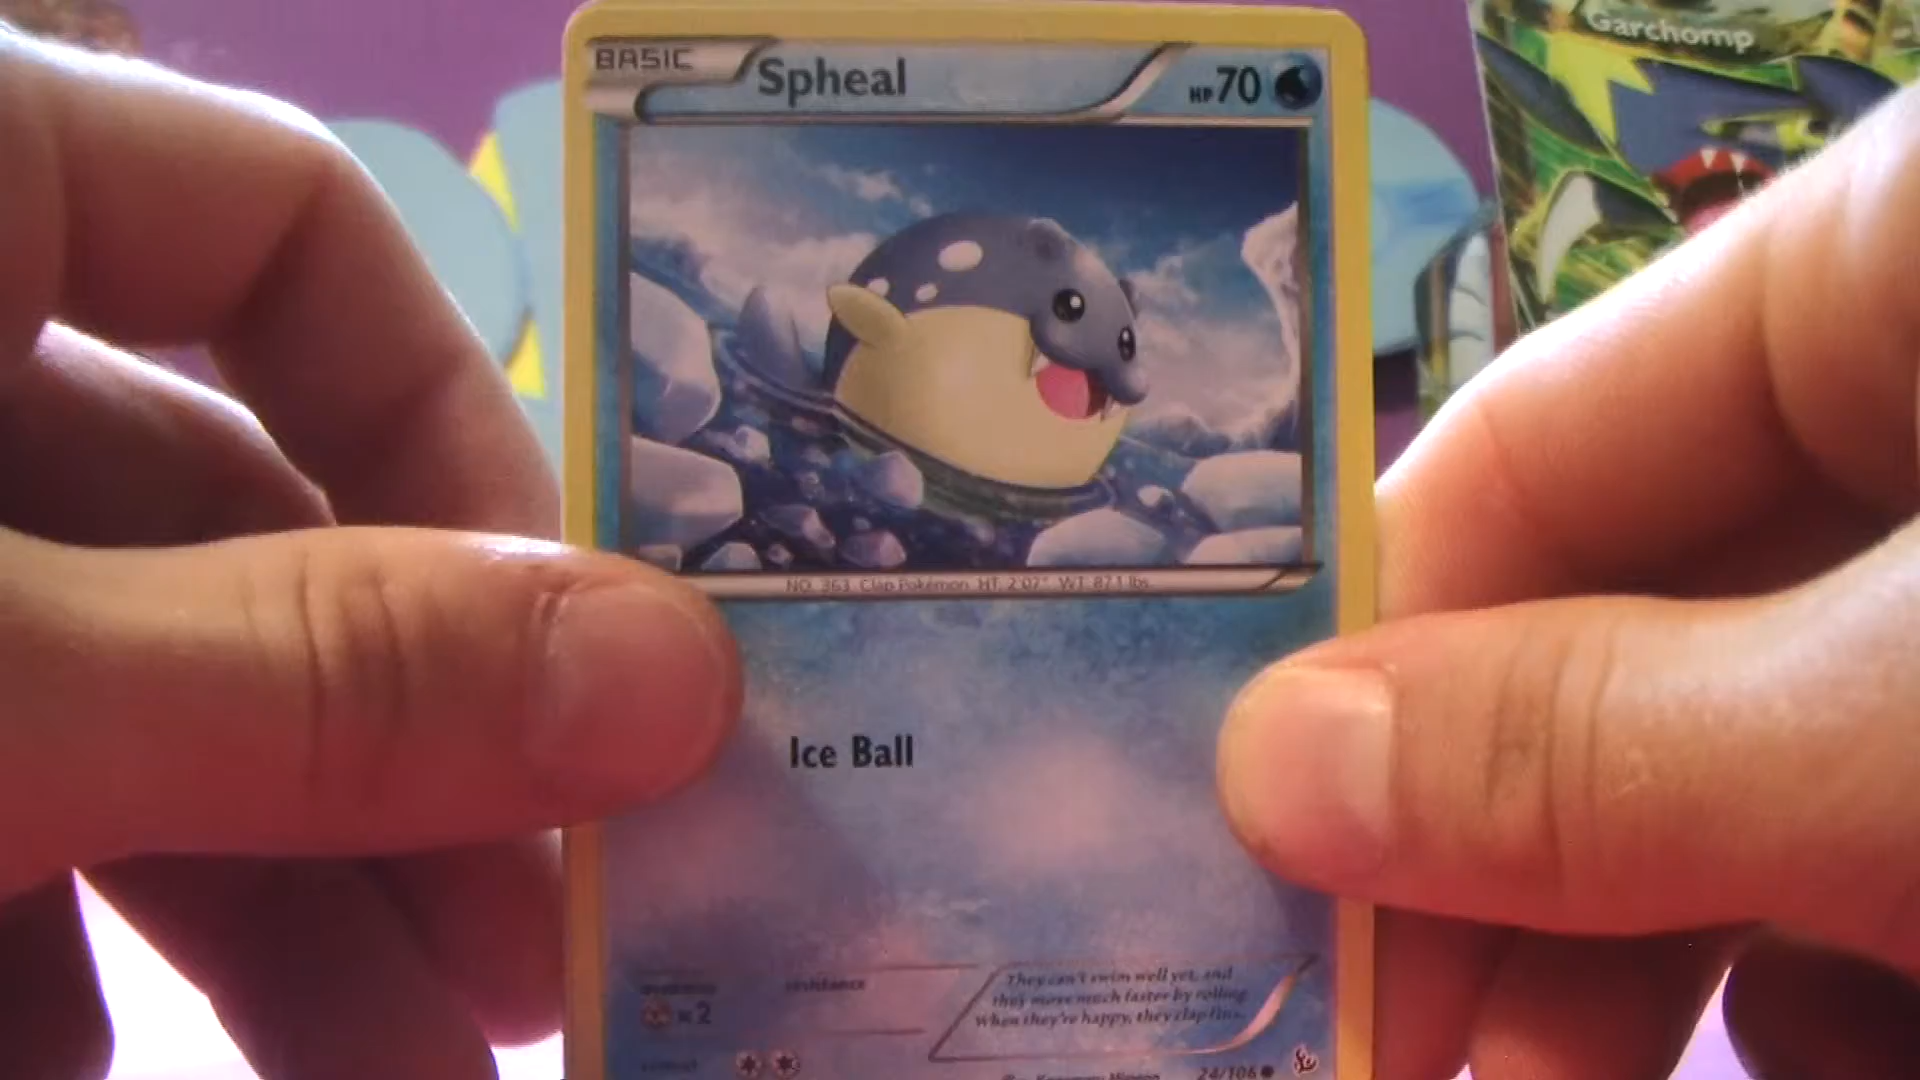 Garchomp
BASIC
Spheal
HP 70
NO. 363 Clap Pokémon HT: 2'07" WT: 87.1 lbs.
Ice Ball
weakness
resistance
×2
They can't swim well yet, and
they move much faster by rolling.
When they're happy, they clap fins.
24/106